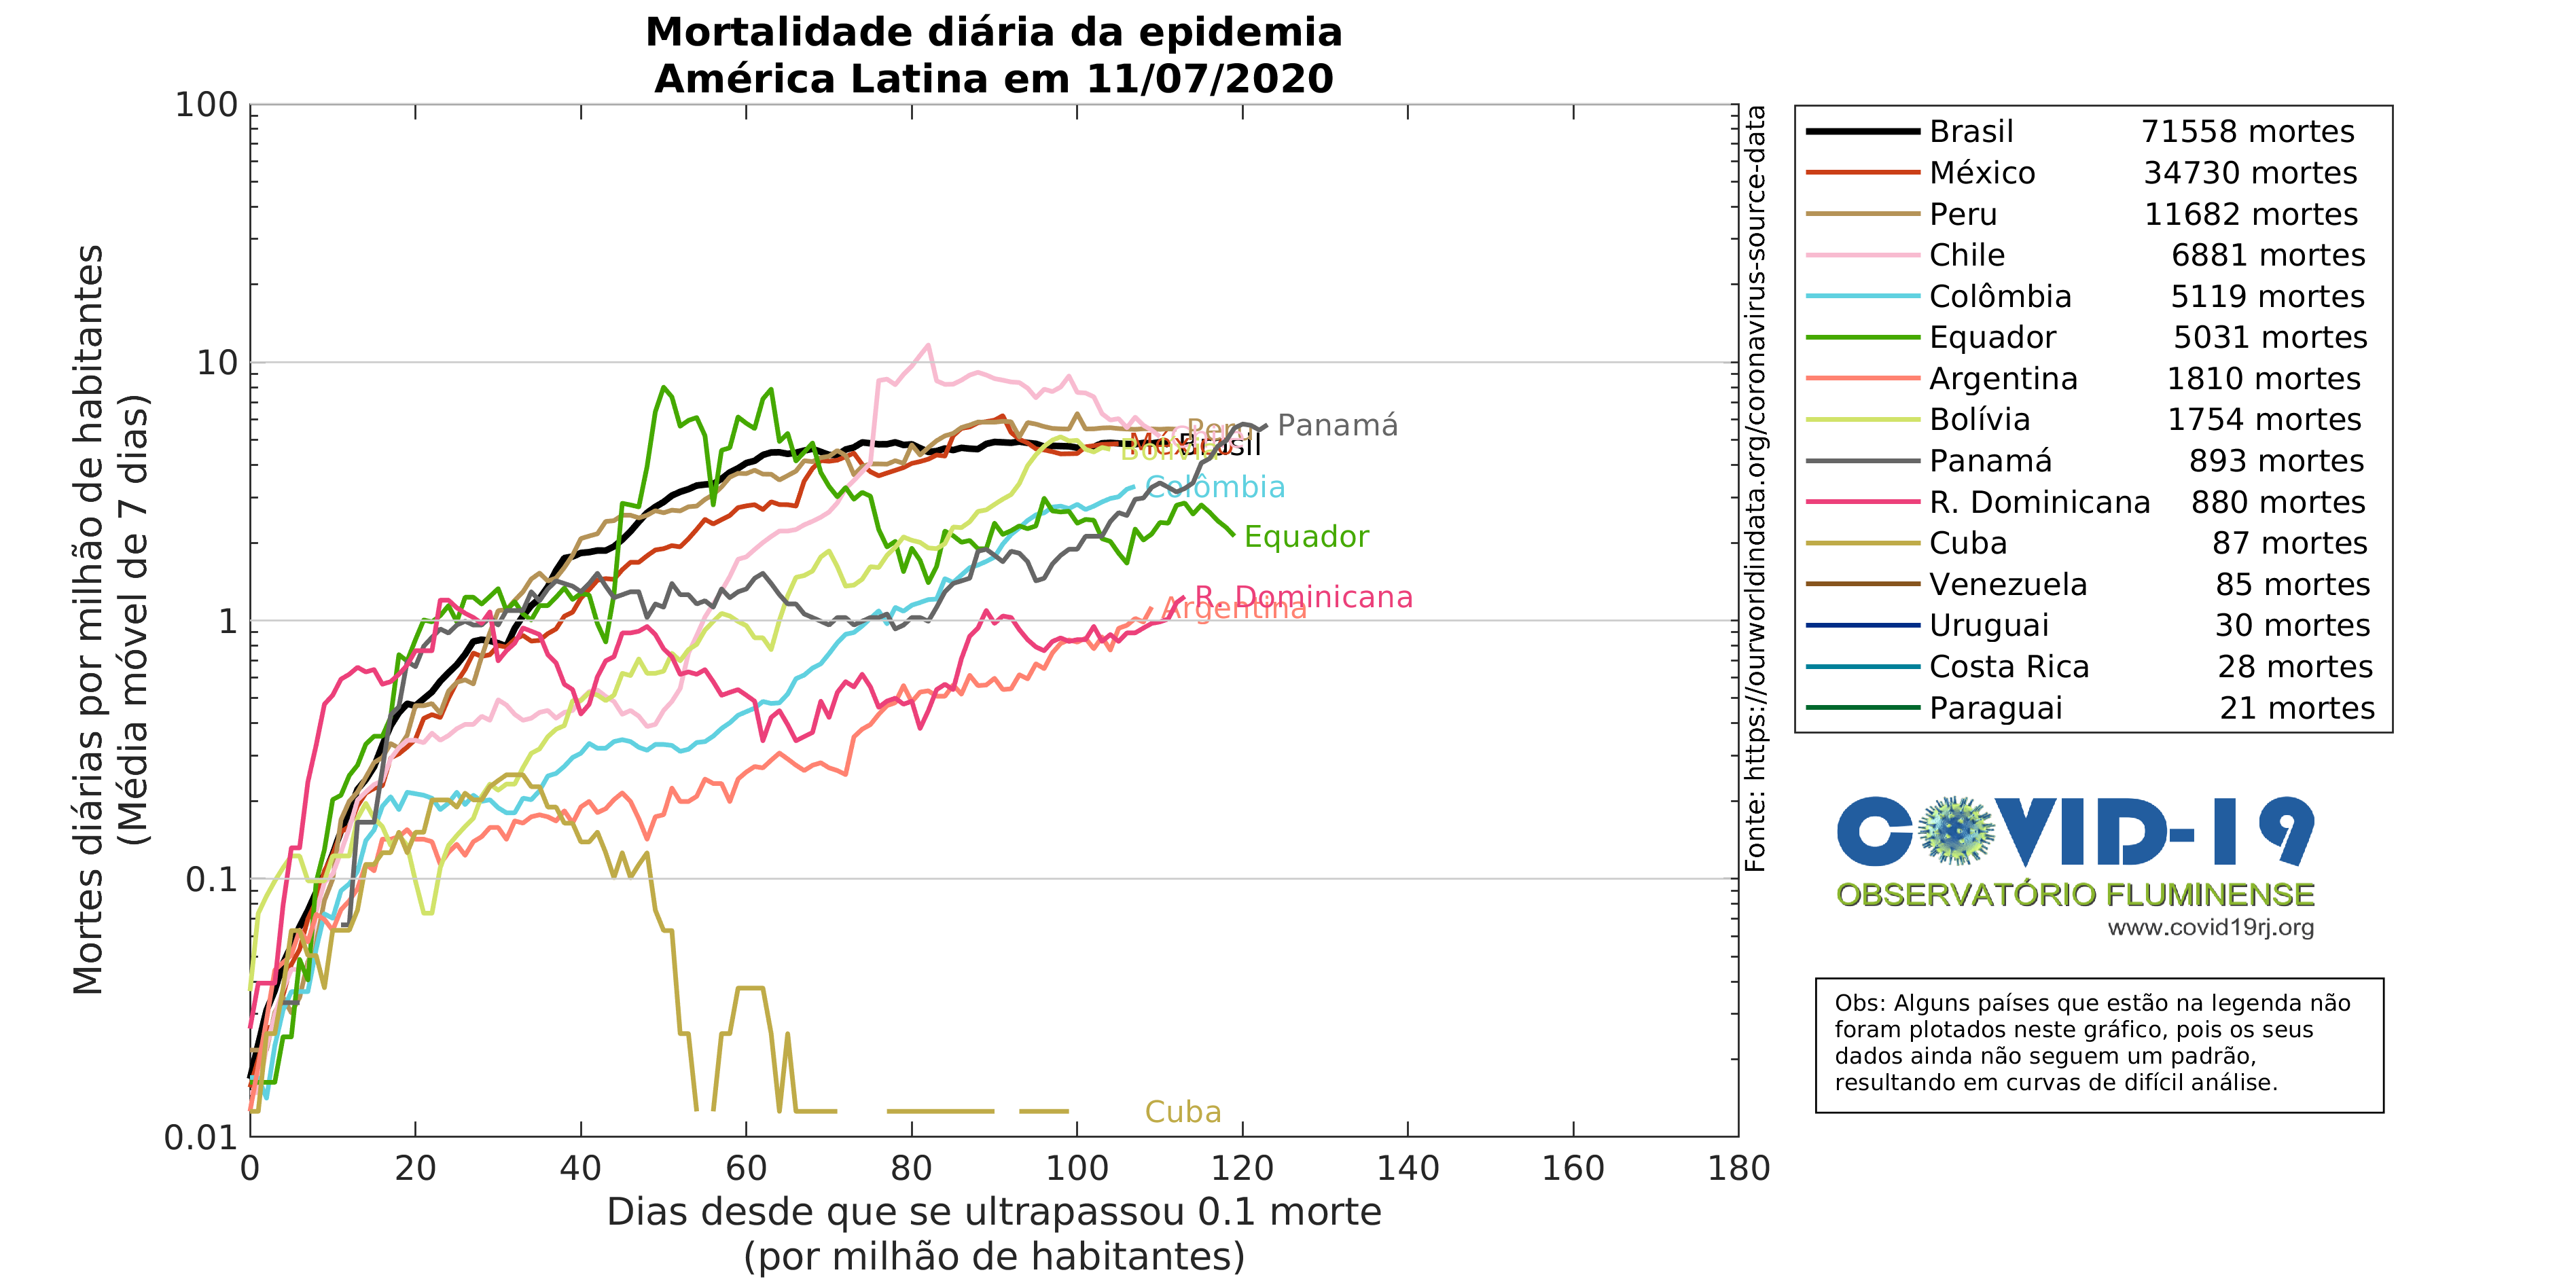 Mortalidade diária da epidemia
América Latina em 11/07/2020
Mortes diárias por milhão de habitantes
(Média móvel de 7 dias)
100
10
1
0.1
0.01
0 20 40 60 80 100 120 140 160 180
Dias desde que se ultrapassou 0.1 morte
(por milhão de habitantes)
Panamá
Peru
Chile
México
Brasil
Bolívia
Colômbia
Equador
R. Dominicana
Argentina
Cuba
Fonte: https://ourworldindata.org/coronavirus-source-data
Brasil 71558 mortes
México 34730 mortes
Peru 11682 mortes
Chile 6881 mortes
Colômbia 5119 mortes
Equador 5031 mortes
Argentina 1810 mortes
Bolívia 1754 mortes
Panamá 893 mortes
R. Dominicana 880 mortes
Cuba 87 mortes
Venezuela 85 mortes
Uruguai 30 mortes
Costa Rica 28 mortes
Paraguai 21 mortes
COVID-19
OBSERVATÓRIO FLUMINENSE
www.covid19rj.org
Obs: Alguns países que estão na legenda não
foram plotados neste gráfico, pois os seus
dados ainda não seguem um padrão,
resultando em curvas de difícil análise.